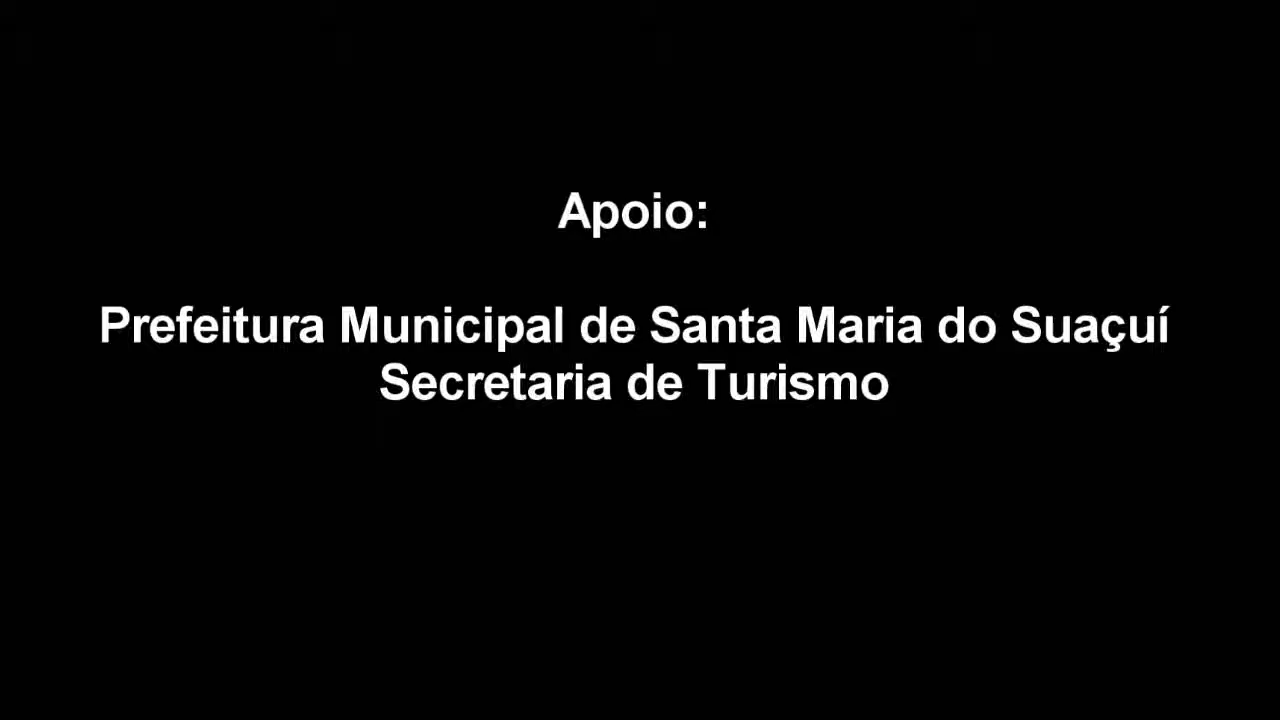 Apoio:
Prefeitura Municipal de Santa Maria do Suaçuí
Secretaria de Turismo